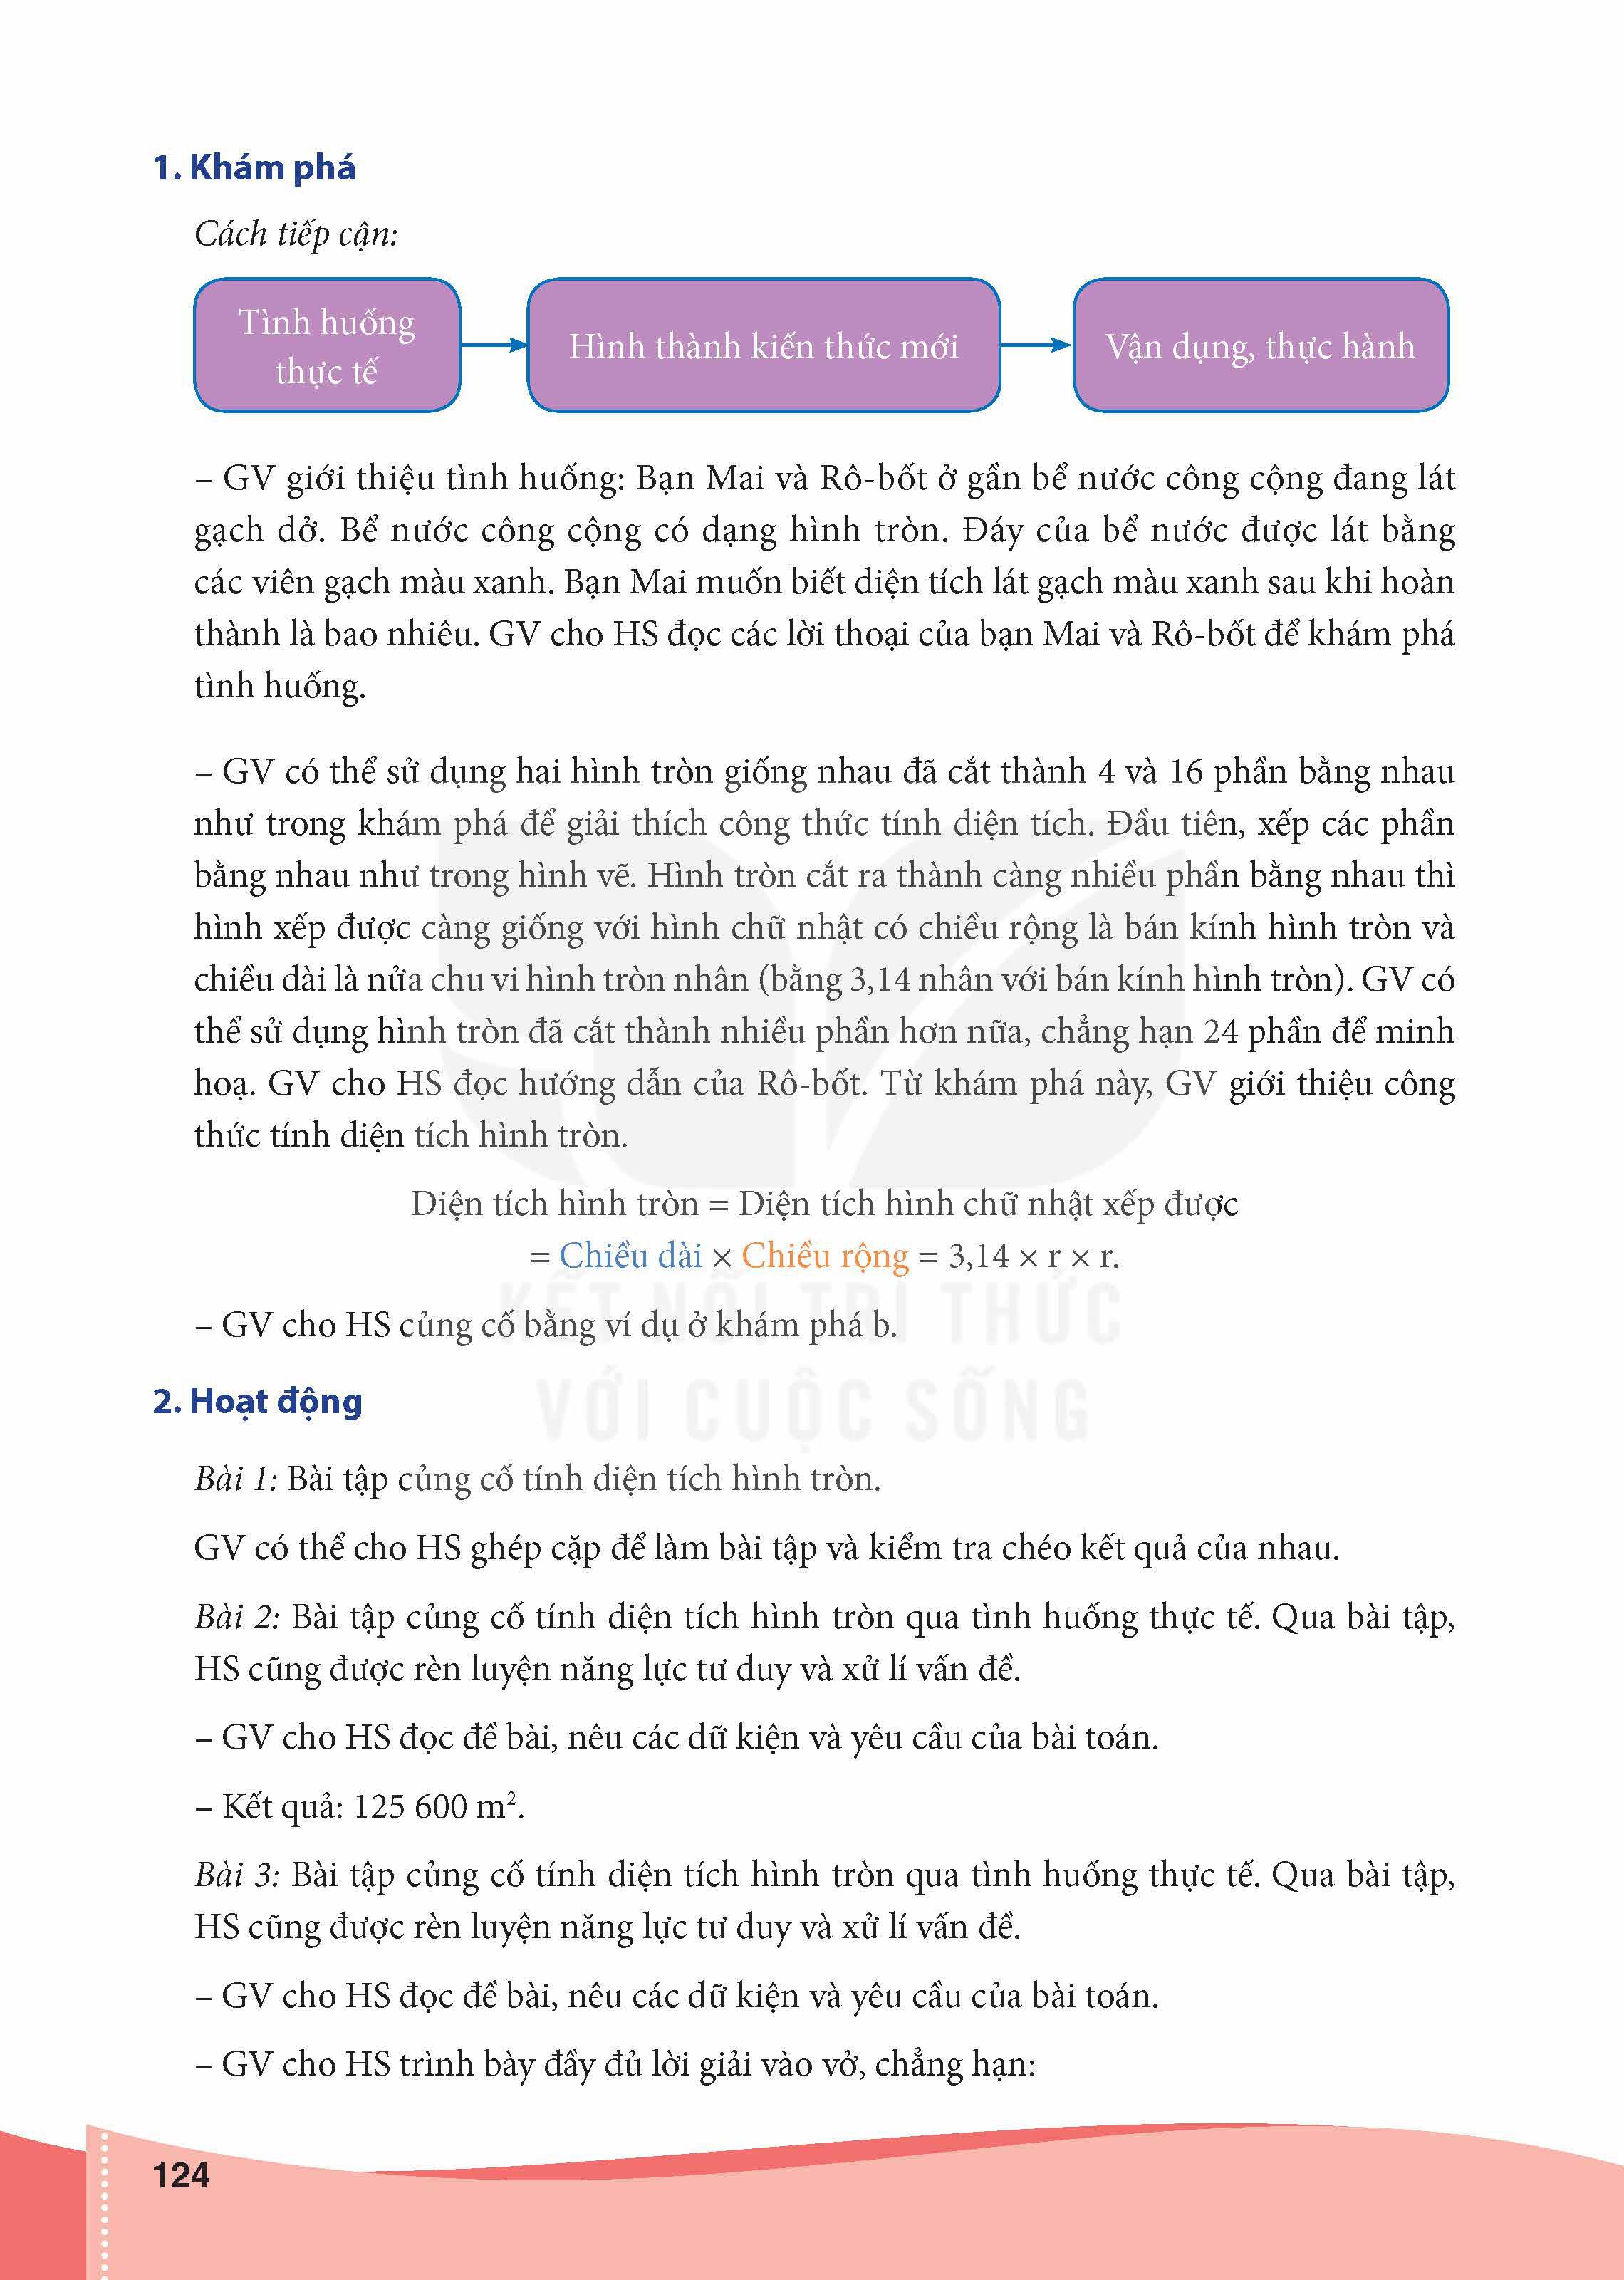 1. Khám phá
Cách tiếp cận:
Tình huống
thực tế
Hình thành kiến thức mới
Vận dụng, thực hành
– GV giới thiệu tình huống: Bạn Mai và Rô-bốt ở gần bể nước công cộng đang lát
gạch dở. Bể nước công cộng có dạng hình tròn. Đáy của bể nước được lát bằng
các viên gạch màu xanh. Bạn Mai muốn biết diện tích lát gạch màu xanh sau khi hoàn
thành là bao nhiêu. GV cho HS đọc các lời thoại của bạn Mai và Rô-bốt để khám phá
tình huống.
– GV có thể sử dụng hai hình tròn giống nhau đã cắt thành 4 và 16 phần bằng nhau
như trong khám phá để giải thích công thức tính diện tích. Đầu tiên, xếp các phần
bằng nhau như trong hình vẽ. Hình tròn cắt ra thành càng nhiều phần bằng nhau thì
hình xếp được càng giống với hình chữ nhật có chiều rộng là bán kính hình tròn và
chiều dài là nửa chu vi hình tròn nhân (bằng 3,14 nhân với bán kính hình tròn). GV có
thể sử dụng hình tròn đã cắt thành nhiều phần hơn nữa, chẳng hạn 24 phần để minh
hoạ. GV cho HS đọc hướng dẫn của Rô-bốt. Từ khám phá này, GV giới thiệu công
thức tính diện tích hình tròn.
Diện tích hình tròn = Diện tích hình chữ nhật xếp được
= Chiều dài × Chiều rộng = 3,14 × r × r.
KẾT NỐI TRI THỨC
– GV cho HS củng cố bằng ví dụ ở khám phá b.
VỚI CUỘC SỐNG
2. Hoạt động
Bài 1: Bài tập củng cố tính diện tích hình tròn.
GV có thể cho HS ghép cặp để làm bài tập và kiểm tra chéo kết quả của nhau.
Bài 2: Bài tập củng cố tính diện tích hình tròn qua tình huống thực tế. Qua bài tập,
HS cũng được rèn luyện năng lực tư duy và xử lí vấn đề.
– GV cho HS đọc đề bài, nêu các dữ kiện và yêu cầu của bài toán.
– Kết quả: 125 600 m².
Bài 3: Bài tập củng cố tính diện tích hình tròn qua tình huống thực tế. Qua bài tập,
HS cũng được rèn luyện năng lực tư duy và xử lí vấn đề.
– GV cho HS đọc đề bài, nêu các dữ kiện và yêu cầu của bài toán.
– GV cho HS trình bày đầy đủ lời giải vào vở, chẳng hạn:
124